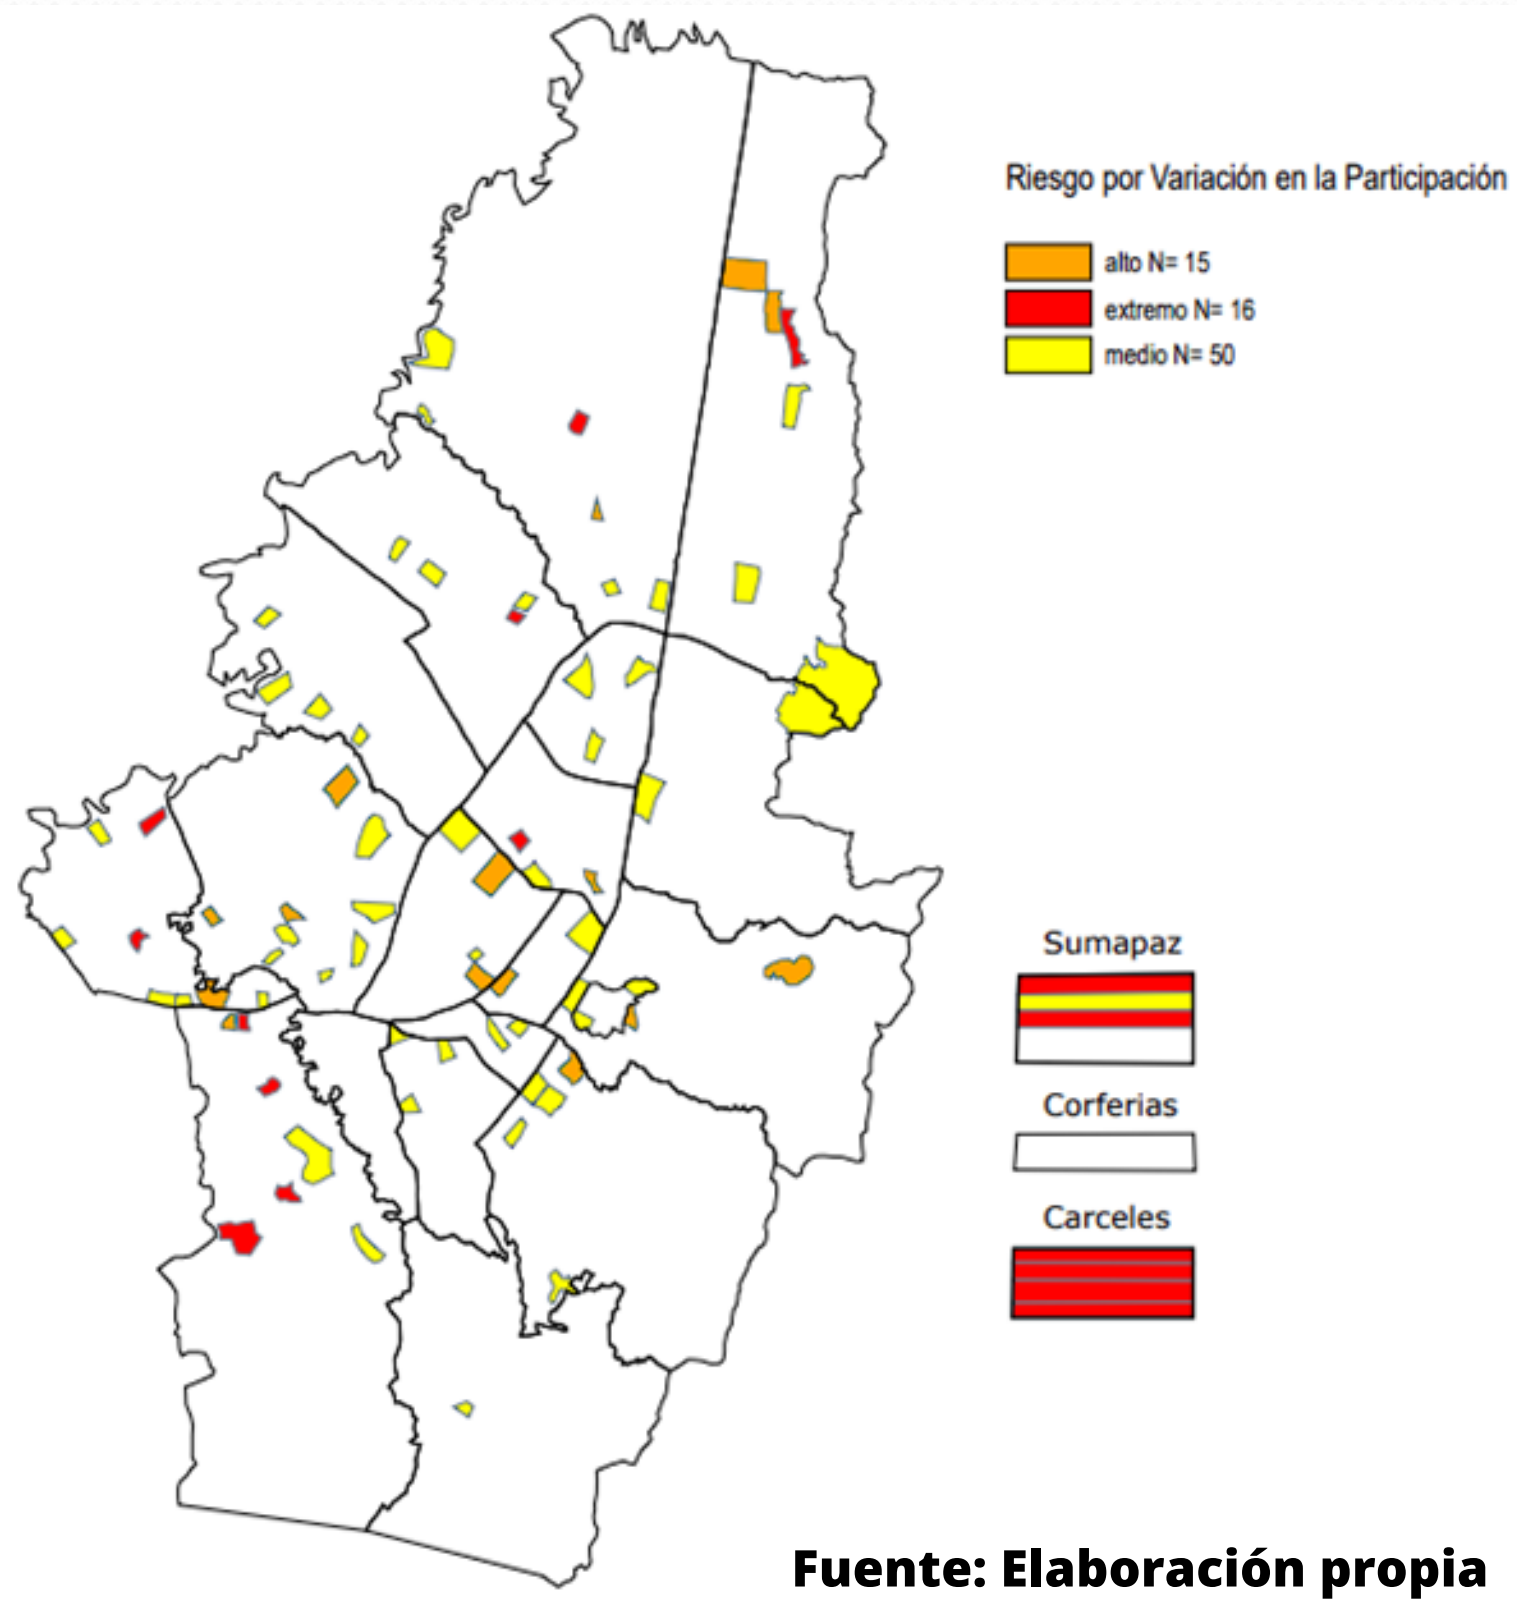 Riesgo por Variación en la Participación
alto N= 15
extremo N= 16
medio N= 50
Sumapaz
Corferias
Carceles
Fuente: Elaboración propia